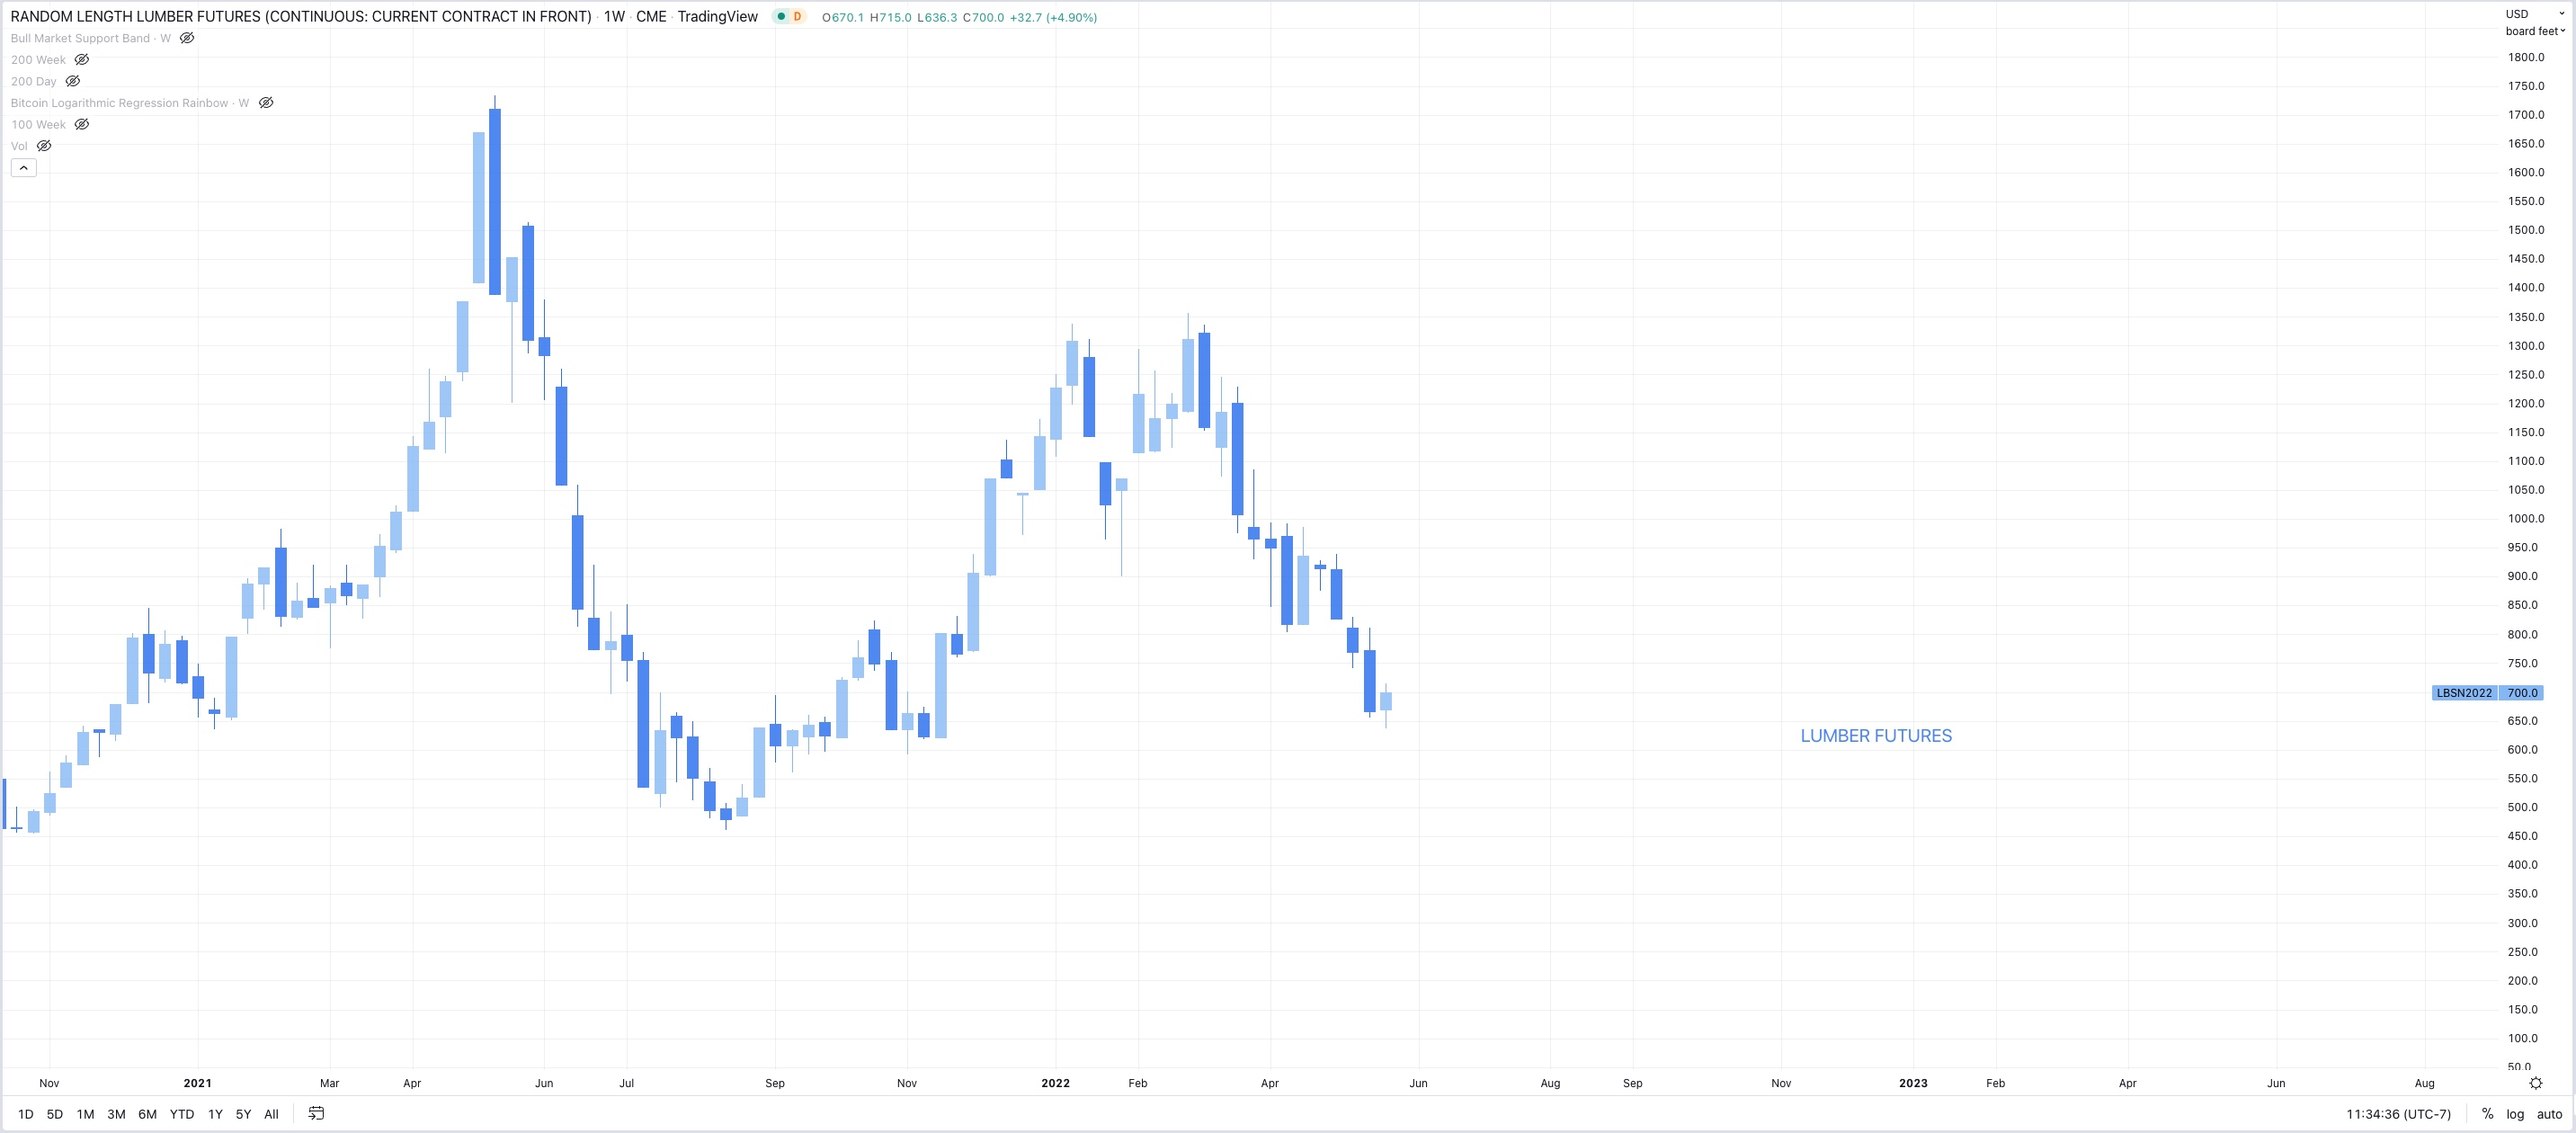 RANDOM LENGTH LUMBER FUTURES (CONTINUOUS: CURRENT CONTRACT IN FRONT) · 1W · CME · TradingView D O670.1 H715.0 L636.3 C700.0 +32.7 (+4.90%)
Bull Market Support Band · W
200 Week
200 Day
Bitcoin Logarithmic Regression Rainbow · W
100 Week
Vol
USD
board feet
1800.0
1750.0
1700.0
1650.0
1600.0
1550.0
1500.0
1450.0
1400.0
1350.0
1300.0
1250.0
1200.0
1150.0
1100.0
1050.0
1000.0
950.0
900.0
850.0
800.0
750.0
LBSN2022 700.0
650.0
LUMBER FUTURES
600.0
550.0
500.0
450.0
400.0
350.0
300.0
250.0
200.0
150.0
100.0
50.0
Nov 2021 Mar Apr Jun Jul Sep Nov 2022 Feb Apr Jun Aug Sep Nov 2023 Feb Apr Jun Aug
1D 5D 1M 3M 6M YTD 1Y 5Y All 11:34:36 (UTC-7) % log auto